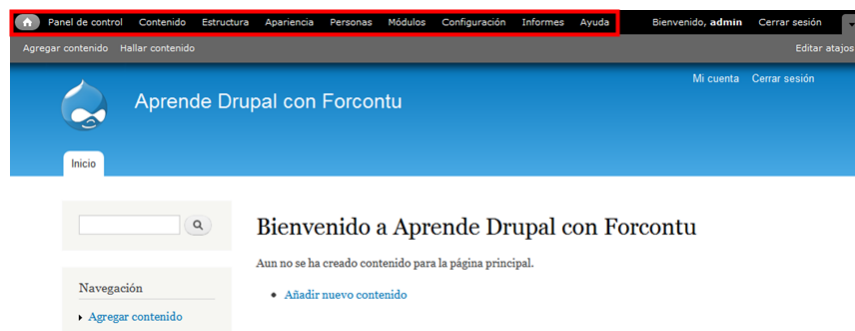 Panel de control Contenido Estructura Apariencia Personas Módulos Configuración Informes Ayuda Bienvenido, admin Cerrar sesión
Agregar contenido Hallar contenido Editar atajos
Mi cuenta Cerrar sesión
Aprende Drupal con Forcontu
Inicio
Bienvenido a Aprende Drupal con Forcontu
Aun no se ha creado contenido para la página principal.
Navegación
Añadir nuevo contenido
Agregar contenido